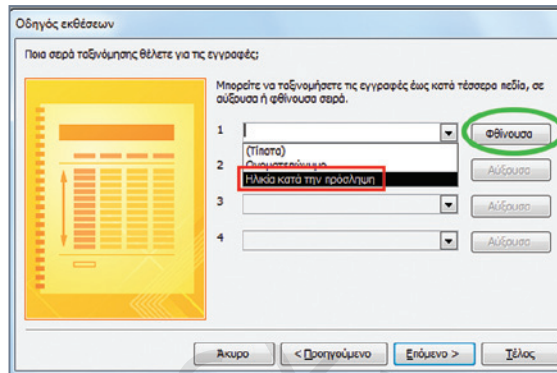 Οδηγός εκθέσεων
Ποια σειρά ταξινόμησης θέλετε για τις εγγραφές;
Μπορείτε να ταξινομήσετε τις εγγραφές έως κατά τέσσερα πεδία, σε
αύξουσα ή φθίνουσα σειρά.
1 Φθίνουσα
(Τίποτα)
Ονοματεπώνυμο
2 Αύξουσα
Ηλικία κατά την πρόσληψη
3 Αύξουσα
4 Αύξουσα
Άκυρο < Προηγούμενο Επόμενο > Τέλος